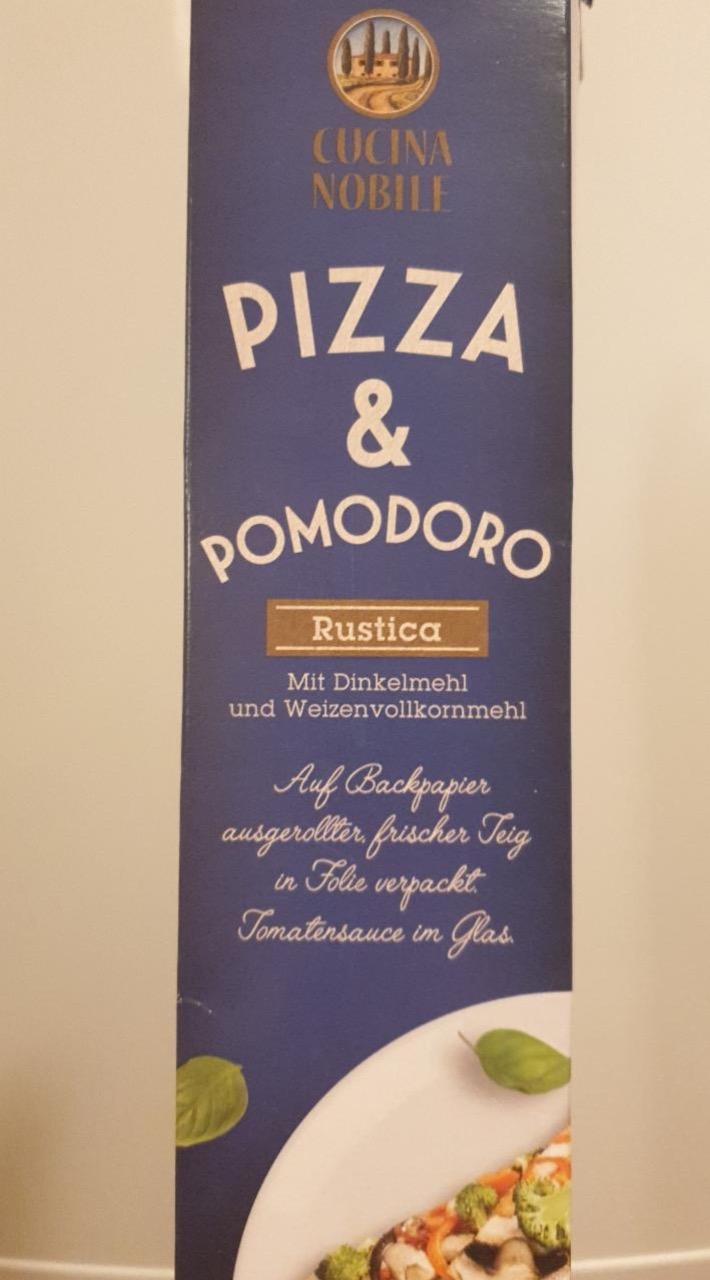 CUCINA
NOBILE
PIZZA
&
POMODORO
Rustica
Mit Dinkelmehl
und Weizenvollkornmehl
Auf Backpapier
ausgerollter, frischer Teig
in Folie verpackt.
Tomatensauce im Glas.